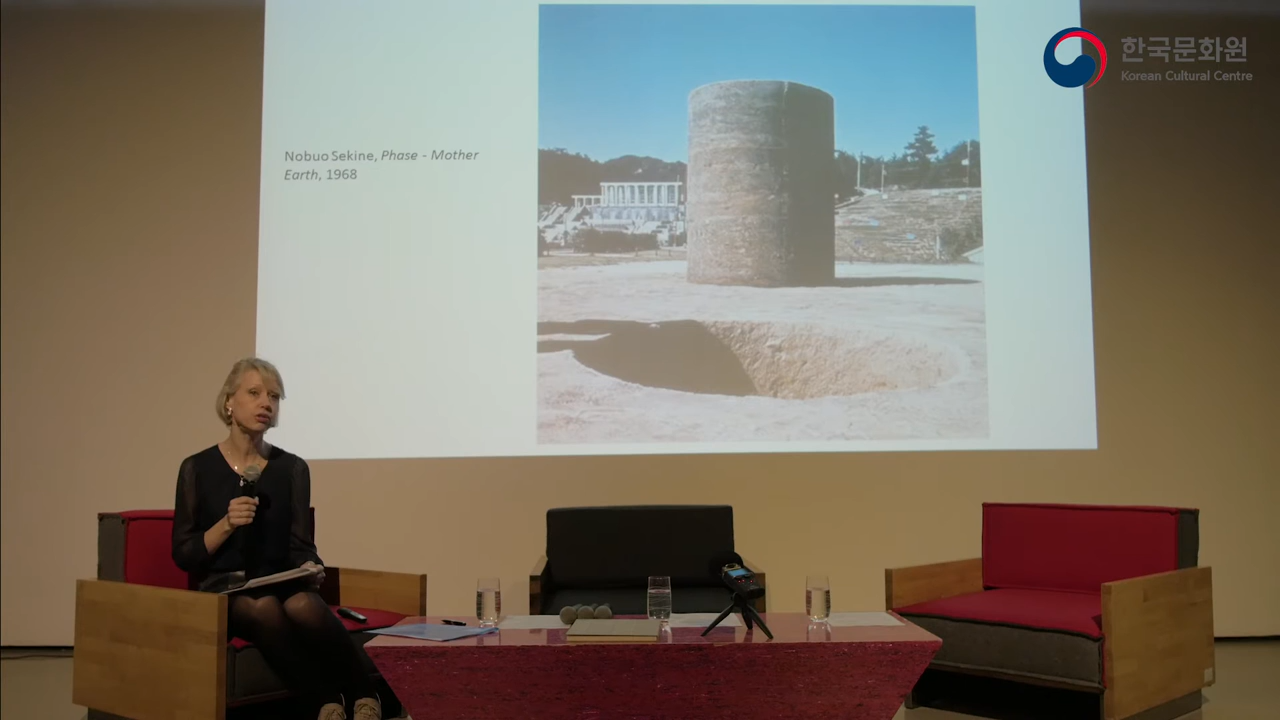 한국문화원
Korean Cultural Centre
Nobuo Sekine, Phase - Mother
Earth, 1968